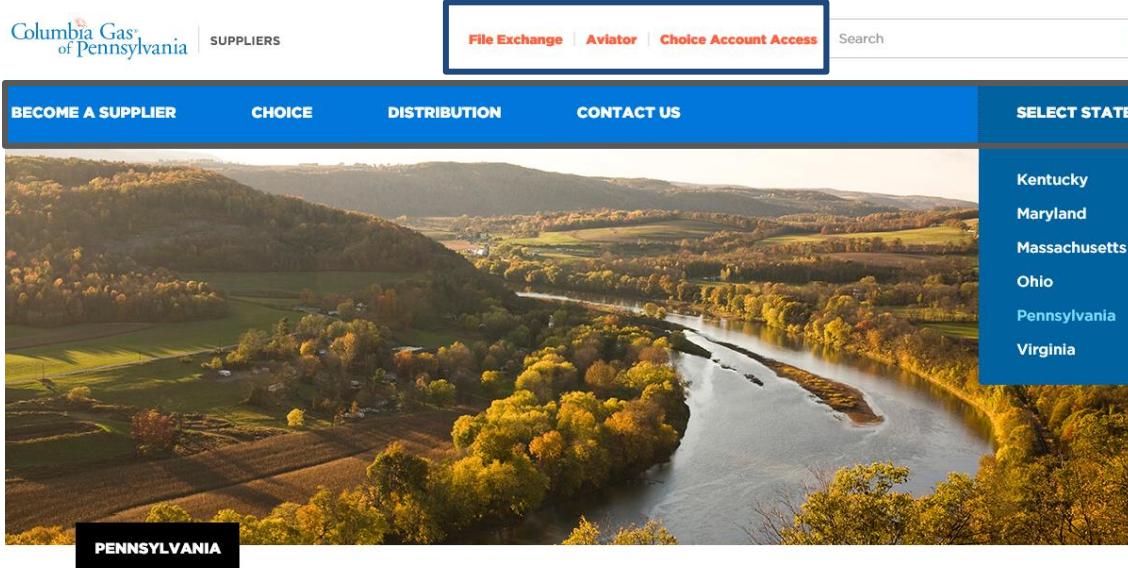 Columbia Gas®
of Pennsylvania
SUPPLIERS
File Exchange | Aviator | Choice Account Access
Search
BECOME A SUPPLIER CHOICE DISTRIBUTION CONTACT US SELECT STATE
Kentucky
Maryland
Massachusetts
Ohio
Pennsylvania
Virginia
PENNSYLVANIA